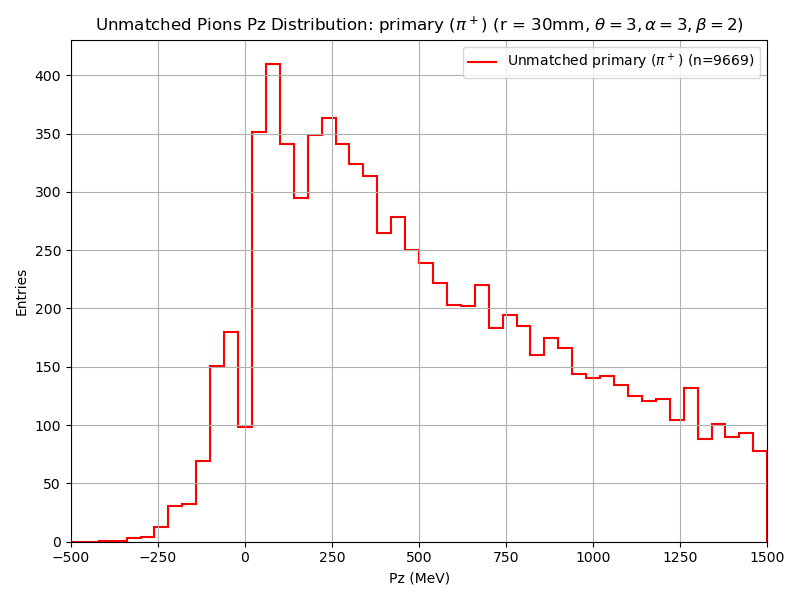 Unmatched Pions Pz Distribution: primary (π⁺) (r = 30mm, θ = 3, α = 3, β = 2)
Unmatched primary (π⁺) (n=9669)
400
350
300
250
200
150
100
50
0
Entries
−500 −250 0 250 500 750 1000 1250 1500
Pz (MeV)